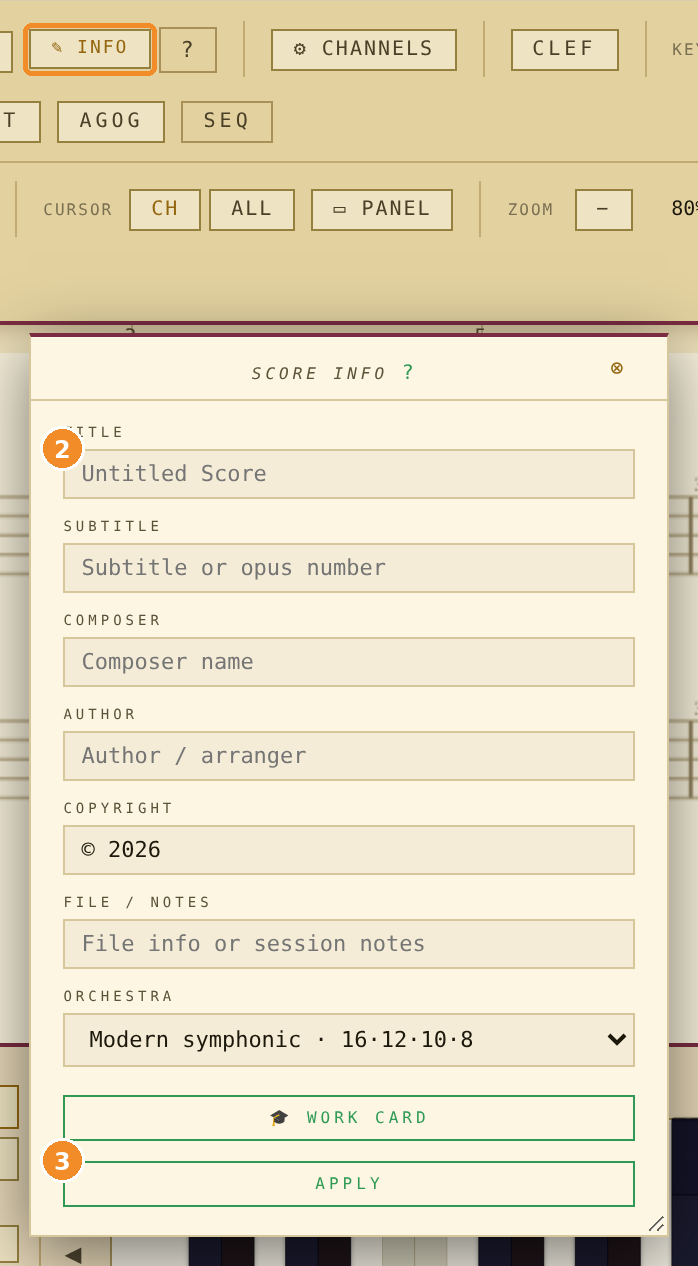 ✎ INFO ? ⚙ CHANNELS CLEF
T AGOG SEQ
CURSOR CH ALL ▭ PANEL ZOOM − 80%
SCORE INFO ? ⊗
TITLE
2
Untitled Score
SUBTITLE
Subtitle or opus number
COMPOSER
Composer name
AUTHOR
Author / arranger
COPYRIGHT
© 2026
FILE / NOTES
File info or session notes
ORCHESTRA
Modern symphonic · 16·12·10·8
🎓 WORK CARD
3
APPLY
◀